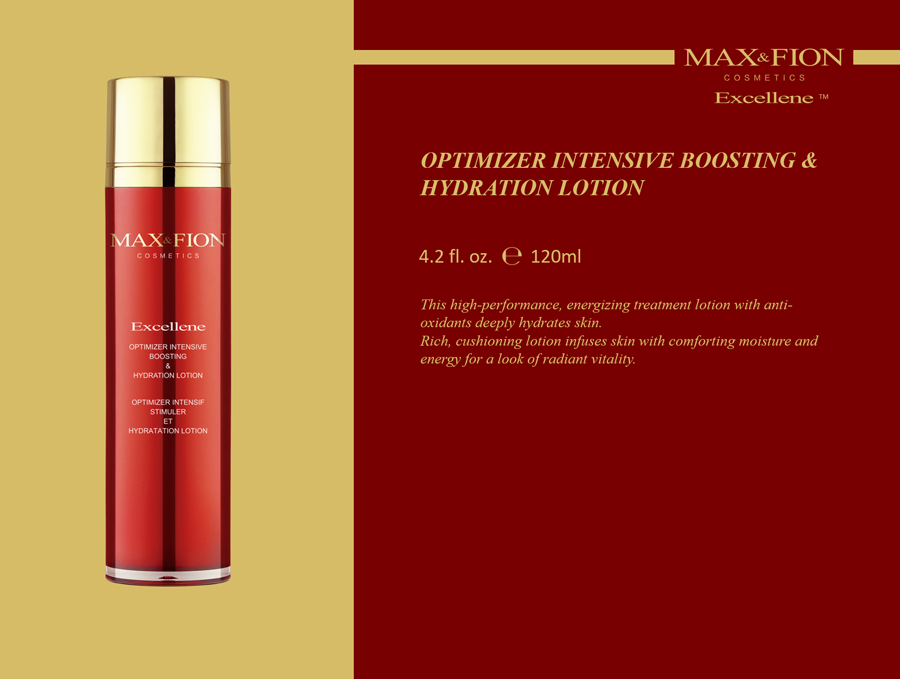 MAX&FION
COSMETICS
Excellene
OPTIMIZER INTENSIVE
BOOSTING
&
HYDRATION LOTION
OPTIMIZER INTENSIF
STIMULER
ET
HYDRATATION LOTION
MAX&FION
COSMETICS
Excellene ™
OPTIMIZER INTENSIVE BOOSTING &
HYDRATION LOTION
4.2 fl. oz. ℮ 120ml
This high-performance, energizing treatment lotion with anti-
oxidants deeply hydrates skin.
Rich, cushioning lotion infuses skin with comforting moisture and
energy for a look of radiant vitality.